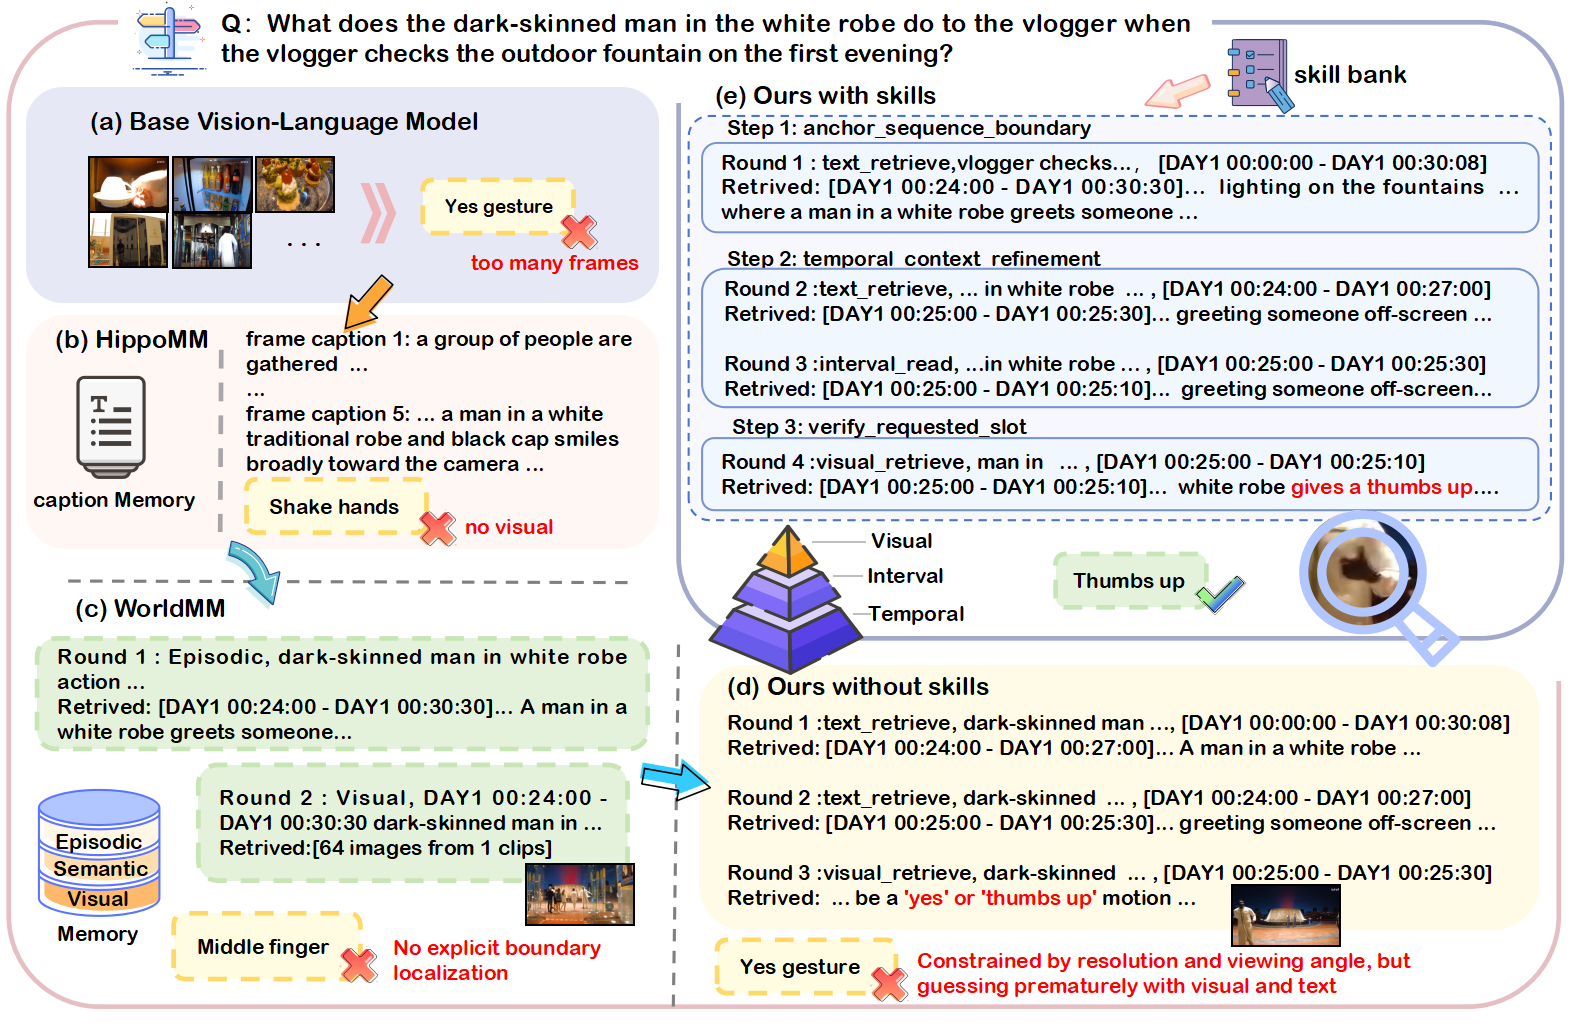 Q: What does the dark-skinned man in the white robe do to the vlogger when
the vlogger checks the outdoor fountain on the first evening?
(a) Base Vision-Language Model
Yes gesture
...
too many frames
(b) HippoMM
caption Memory
frame caption 1: a group of people are
gathered ...
...
frame caption 5: ... a man in a white
traditional robe and black cap smiles
broadly toward the camera ...
Shake hands
no visual
(c) WorldMM
Round 1 : Episodic, dark-skinned man in white robe
action ...
Retrived: [DAY1 00:24:00 - DAY1 00:30:30]... A man in a
white robe greets someone...
Round 2 : Visual, DAY1 00:24:00 -
DAY1 00:30:30 dark-skinned man in ...
Retrived:[64 images from 1 clips]
Episodic
Semantic
Visual
Memory
Middle finger
No explicit boundary
localization
skill bank
(e) Ours with skills
Step 1: anchor_sequence_boundary
Round 1 : text_retrieve,vlogger checks..., [DAY1 00:00:00 - DAY1 00:30:08]
Retrived: [DAY1 00:24:00 - DAY1 00:30:30]... lighting on the fountains ...
where a man in a white robe greets someone ...
Step 2: temporal_context_refinement
Round 2 :text_retrieve, ... in white robe ... , [DAY1 00:24:00 - DAY1 00:27:00]
Retrived: [DAY1 00:25:00 - DAY1 00:25:30]... greeting someone off-screen ...
Round 3 :interval_read, ...in white robe ... , [DAY1 00:25:00 - DAY1 00:25:30]
Retrived: [DAY1 00:25:00 - DAY1 00:25:10]... greeting someone off-screen...
Step 3: verify_requested_slot
Round 4 :visual_retrieve, man in ... , [DAY1 00:25:00 - DAY1 00:25:10]
Retrived: [DAY1 00:25:00 - DAY1 00:25:10]... white robe gives a thumbs up....
Visual
Interval
Temporal
Thumbs up
(d) Ours without skills
Round 1 :text_retrieve, dark-skinned man ..., [DAY1 00:00:00 - DAY1 00:30:08]
Retrived: [DAY1 00:24:00 - DAY1 00:27:00]... A man in a white robe ...
Round 2 :text_retrieve, dark-skinned ... , [DAY1 00:24:00 - DAY1 00:27:00]
Retrived: [DAY1 00:25:00 - DAY1 00:25:30]... greeting someone off-screen ...
Round 3 :visual_retrieve, dark-skinned ... , [DAY1 00:25:00 - DAY1 00:25:30]
Retrived: ... be a 'yes' or 'thumbs up' motion ...
Yes gesture
Constrained by resolution and viewing angle, but
guessing prematurely with visual and text